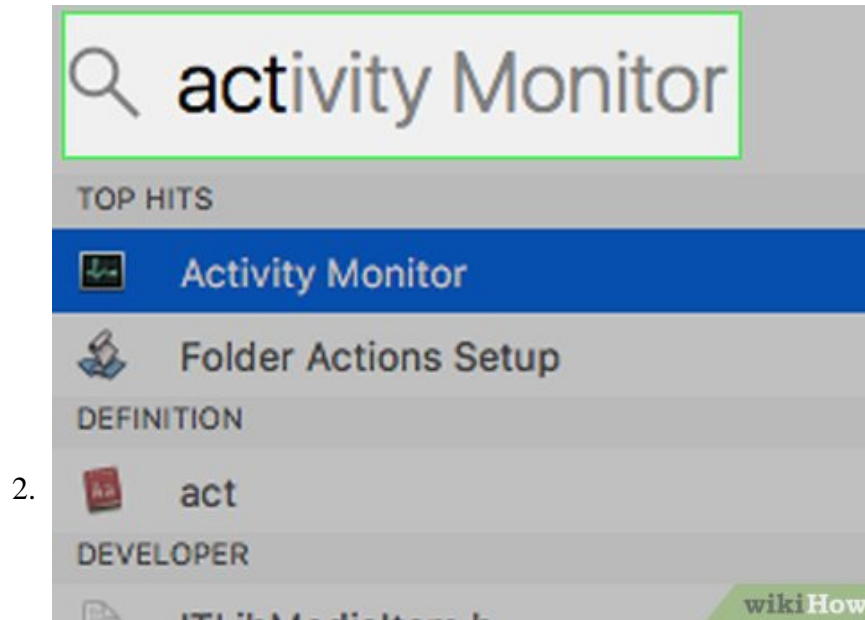 activity Monitor
TOP HITS
Activity Monitor
Folder Actions Setup
DEFINITION
2.
act
DEVELOPER
wikiHow